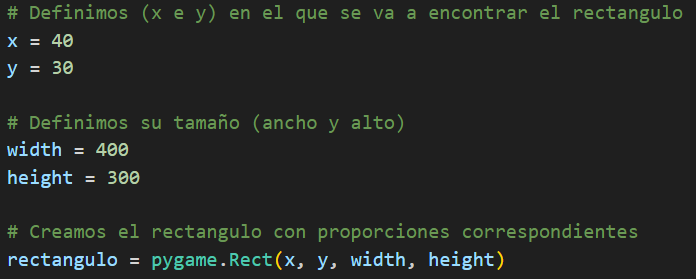 # Definimos (x e y) en el que se va a encontrar el rectangulo
x = 40
y = 30
# Definimos su tamaño (ancho y alto)
width = 400
height = 300
# Creamos el rectangulo con proporciones correspondientes
rectangulo = pygame.Rect(x, y, width, height)